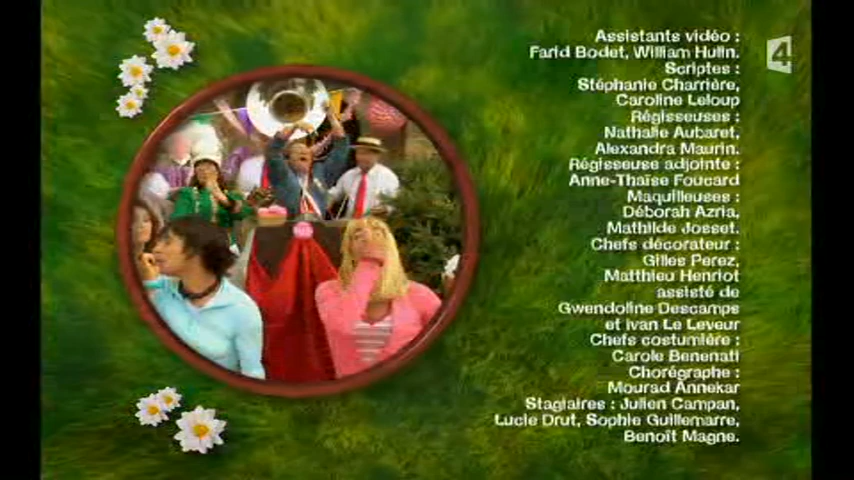 Assistants vidéo :
Farid Bodet, William Hulin.
Scriptes :
Stéphanie Charrière,
Caroline Leloup
Régisseuses :
Nathalie Aubaret,
Alexandra Maurin.
Régisseuse adjointe :
Anne-Thaïse Foucard
Maquilleuses :
Déborah Azria,
Mathilde Josset.
Chefs décorateur :
Gilles Perez,
Matthieu Henriot
assisté de
Gwendoline Descamps
et ivan Le Leveur
Chefs costumière :
Carole Benenati
Chorégraphe :
Mourad Annekar
Stagiaires : Julien Campan,
Lucie Drut, Sophie Guillemarre,
Benoît Magne.
4